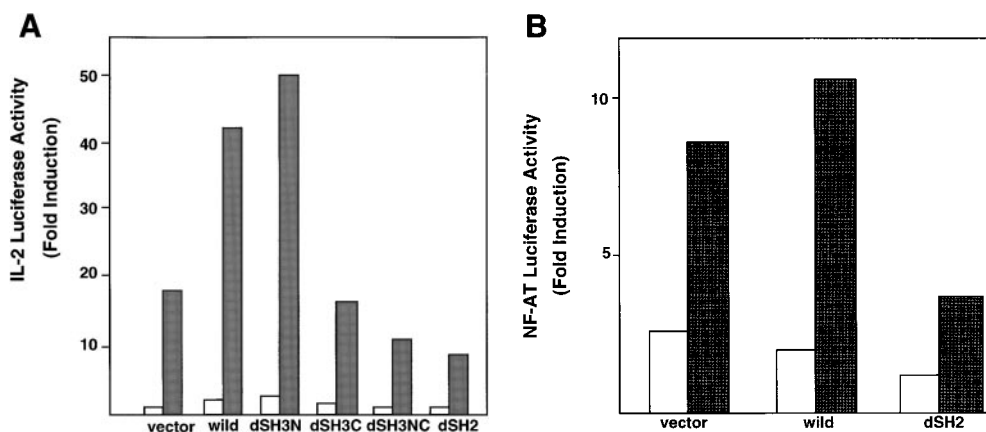 A
IL-2 Luciferase Activity
(Fold Induction)
50
40
30
20
10
vector wild dSH3N dSH3C dSH3NC dSH2
B
NF-AT Luciferase Activity
(Fold Induction)
10
5
vector wild dSH2